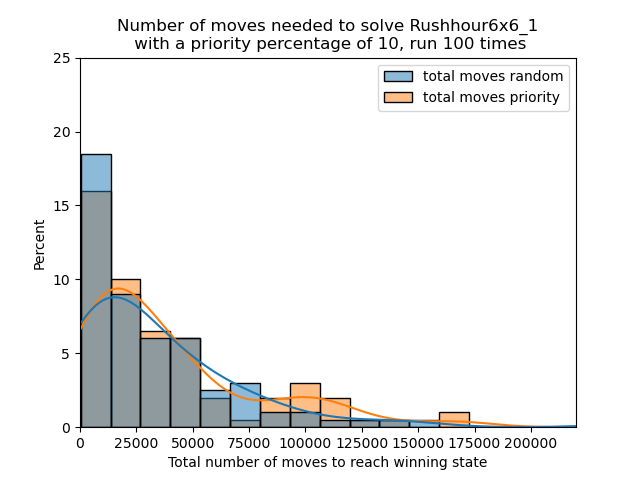 Number of moves needed to solve Rushhour6x6_1
with a priority percentage of 10, run 100 times
total moves random
total moves priority
Percent
25
20
15
10
5
0
0 25000 50000 75000 100000 125000 150000 175000 200000
Total number of moves to reach winning state